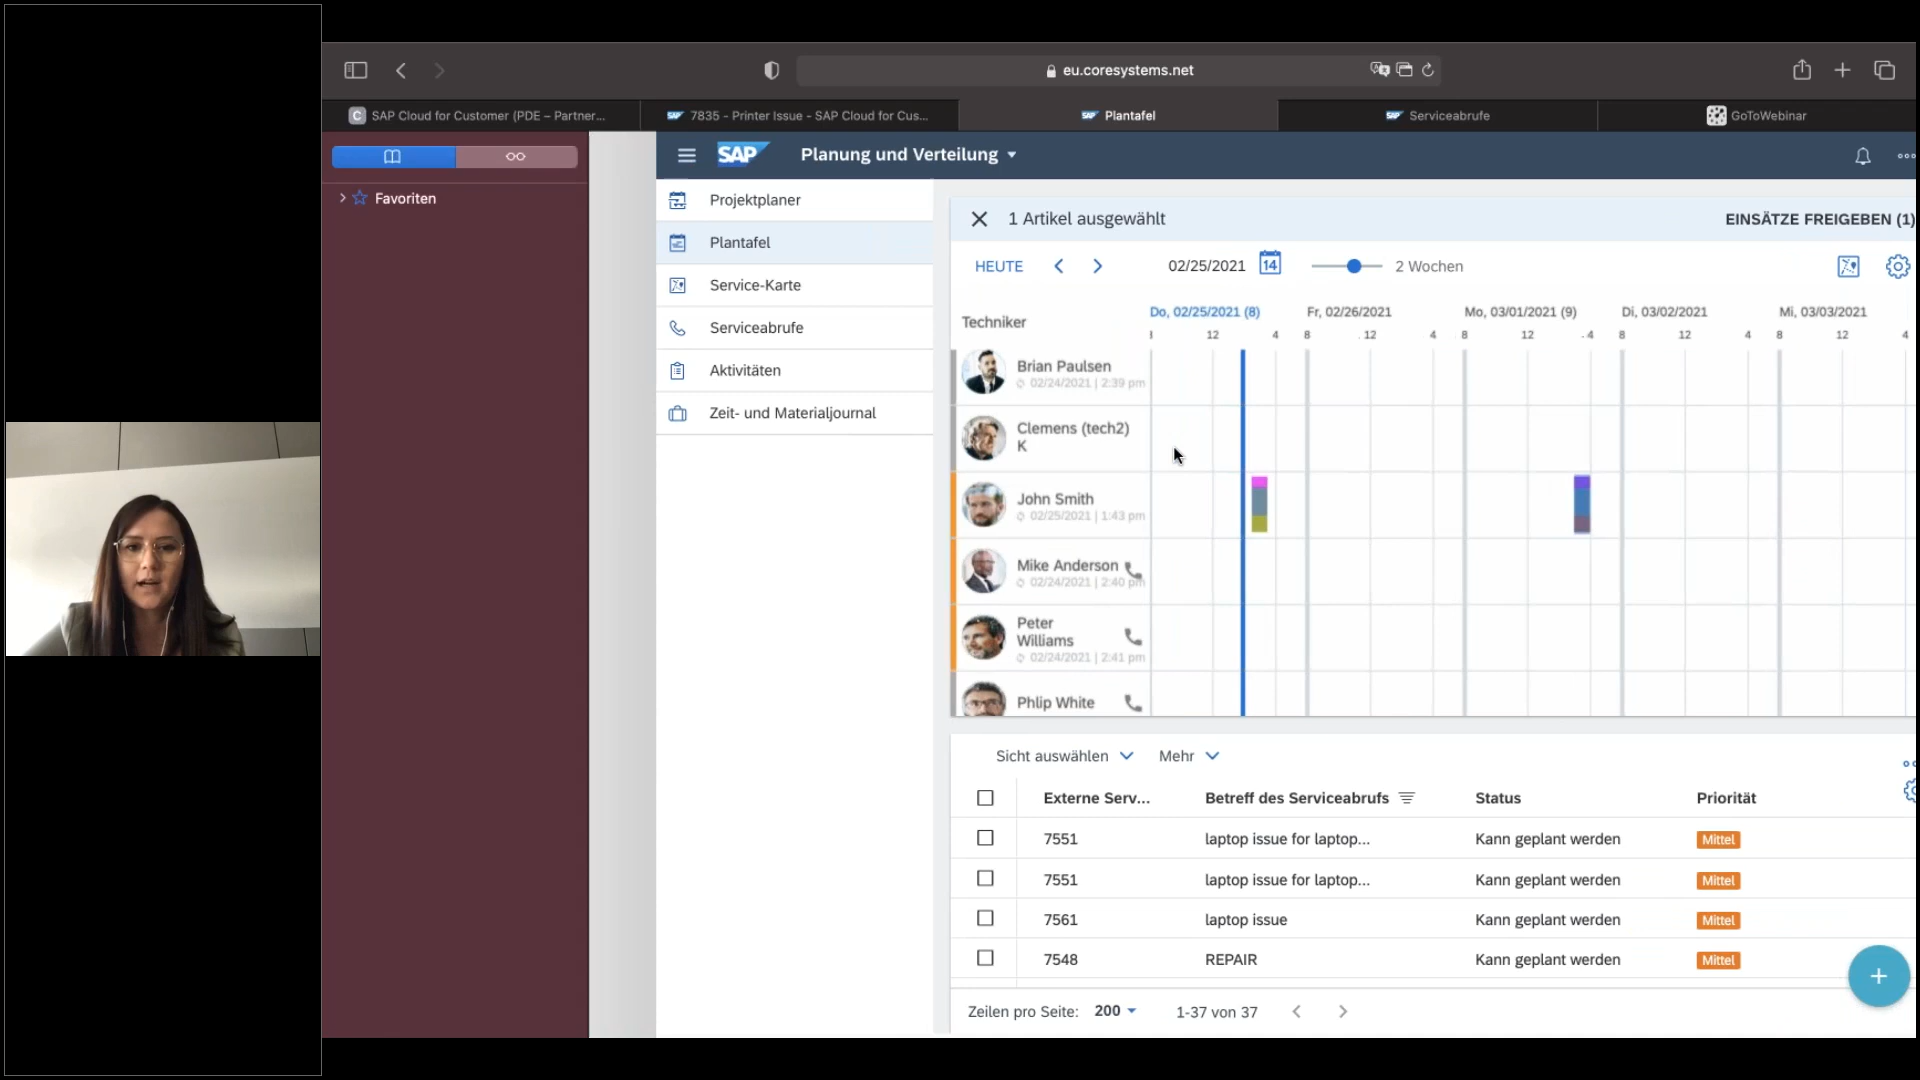 eu.coresystems.net
SAP Cloud for Customer (PDE – Partner...
7835 - Printer Issue - SAP Cloud for Cus...
Plantafel
Serviceabrufe
GoToWebinar
SAP
Planung und Verteilung
Favoriten
Projektplaner
Plantafel
Service-Karte
Serviceabrufe
Aktivitäten
Zeit- und Materialjournal
1 Artikel ausgewählt
EINSÄTZE FREIGEBEN (1)
HEUTE
02/25/2021
14
2 Wochen
Techniker
Do, 02/25/2021 (8)
Fr, 02/26/2021
Mo, 03/01/2021 (9)
Di, 03/02/2021
Mi, 03/03/2021
12 4 8 12 4 8 12 4 8 12 4 8 12 4
Brian Paulsen
02/24/2021 | 2:39 pm
Clemens (tech2)
K
John Smith
02/25/2021 | 1:43 pm
Mike Anderson
02/24/2021 | 2:40 pm
Peter
Williams
02/24/2021 | 2:41 pm
Phlip White
Sicht auswählen
Mehr
Externe Serv... Betreff des Serviceabrufs Status Priorität
7551 laptop issue for laptop... Kann geplant werden Mittel
7551 laptop issue for laptop... Kann geplant werden Mittel
7561 laptop issue Kann geplant werden Mittel
7548 REPAIR Kann geplant werden Mittel
Zeilen pro Seite: 200 1-37 von 37